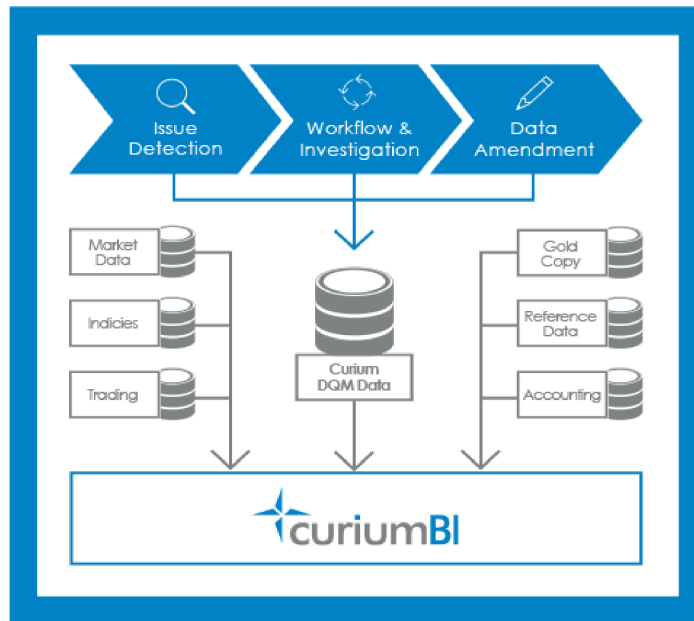 Issue
Detection
Workflow &
Investigation
Data
Amendment
Market
Data
Indicies
Trading
Curium
DQM Data
Gold
Copy
Reference
Data
Accounting
curiumBI